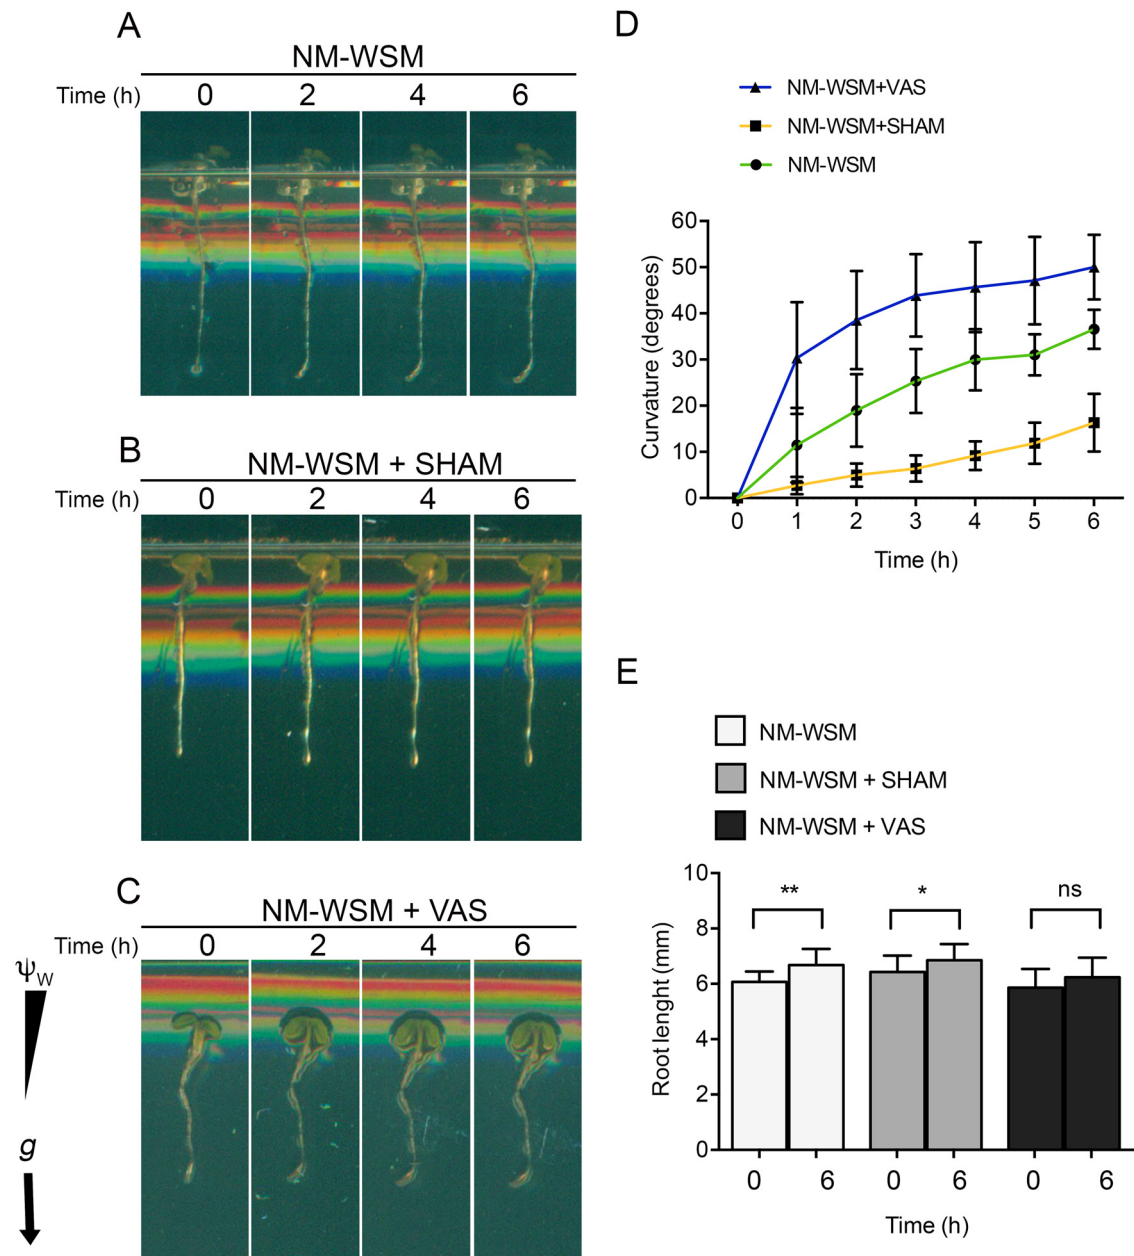 A
NM-WSM
Time (h) 0 2 4 6
B
NM-WSM + SHAM
Time (h) 0 2 4 6
C
NM-WSM + VAS
Time (h) 0 2 4 6
ΨW
g
D
NM-WSM+VAS
NM-WSM+SHAM
NM-WSM
Curvature (degrees)
60
50
40
30
20
10
0
0 1 2 3 4 5 6
Time (h)
E
NM-WSM
NM-WSM + SHAM
NM-WSM + VAS
Root lenght (mm)
10
8
6
4
2
0
** * ns
0 6 0 6 0 6
Time (h)